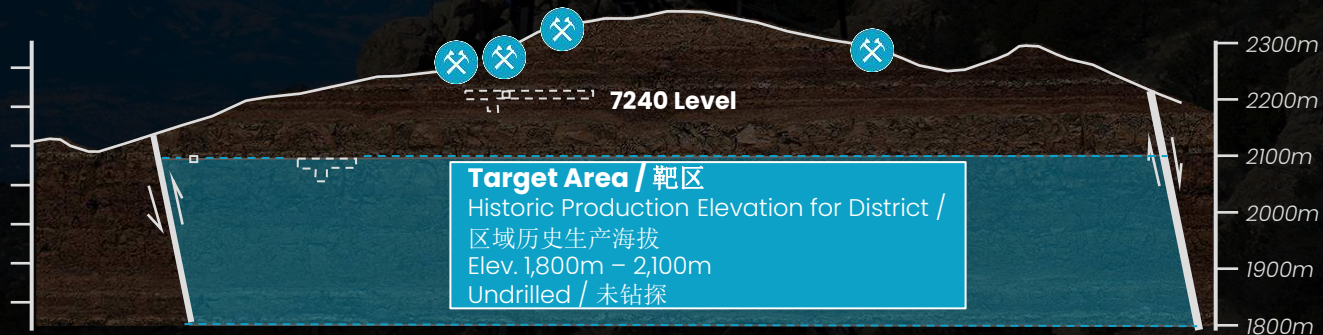 2300m
7240 Level
2200m
2100m
Target Area / 靶区
Historic Production Elevation for District /
区域历史生产海拔
Elev. 1,800m – 2,100m
Undrilled / 未钻探
2000m
1900m
1800m